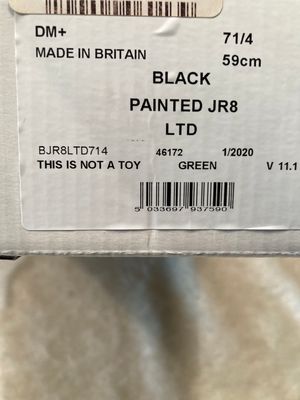 DM+ 71/4
MADE IN BRITAIN 59cm
BLACK
PAINTED JR8
LTD
BJR8LTD714 46172 1/2020
THIS IS NOT A TOY GREEN V 11.1
5 033697 937590